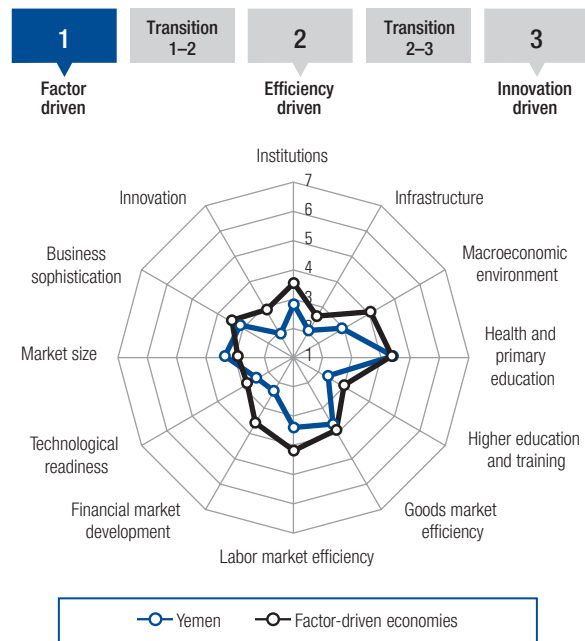 1
Transition
1–2
2
Transition
2–3
3
Factor
driven
Efficiency
driven
Innovation
driven
Institutions
Infrastructure
Macroeconomic
environment
Health and
primary
education
Higher education
and training
Goods market
efficiency
Labor market efficiency
Financial market
development
Technological
readiness
Market size
Business
sophistication
Innovation
7
6
5
4
3
2
1
Yemen
Factor-driven economies